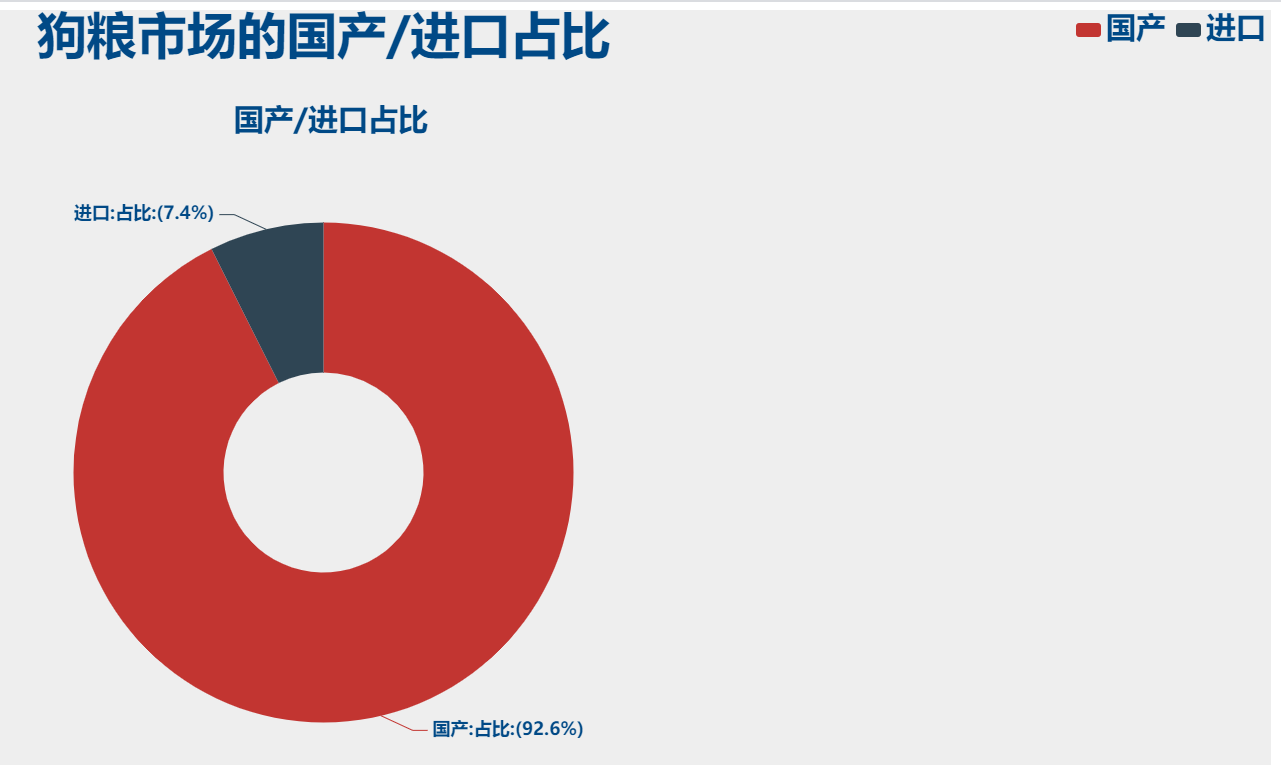 狗粮市场的国产/进口占比
国产 进口
国产/进口占比
进口:占比:(7.4%)
国产:占比:(92.6%)